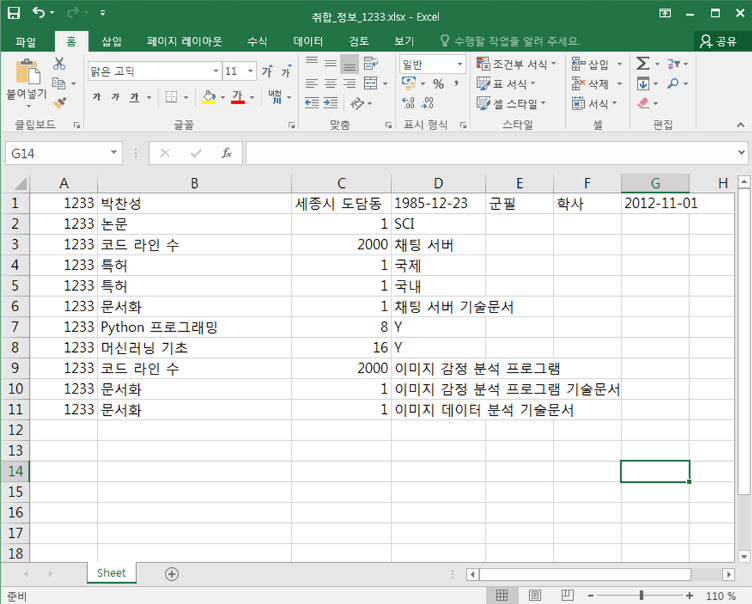 취합_정보_1233.xlsx - Excel
파일 홈 삽입 페이지 레이아웃 수식 데이터 검토 보기 수행할 작업을 알려 주세요. 공유
붙여넣기
맑은 고딕 11
가 가 가 가 가 내천
일반
% ,
조건부 서식
표 서식
셀 스타일
삽입
삭제
서식
클립보드 글꼴 맞춤 표시 형식 스타일 셀 편집
G14 fx
A B C D E F G H
1 1233 박찬성 세종시 도담동 1985-12-23 군필 학사 2012-11-01
2 1233 논문 1 SCI
3 1233 코드 라인 수 2000 채팅 서버
4 1233 특허 1 국제
5 1233 특허 1 국내
6 1233 문서화 1 채팅 서버 기술문서
7 1233 Python 프로그래밍 8 Y
8 1233 머신러닝 기초 16 Y
9 1233 코드 라인 수 2000 이미지 감정 분석 프로그램
10 1233 문서화 1 이미지 감정 분석 프로그램 기술문서
11 1233 문서화 1 이미지 데이터 분석 기술문서
12
13
14
15
16
17
18
Sheet
준비 110 %